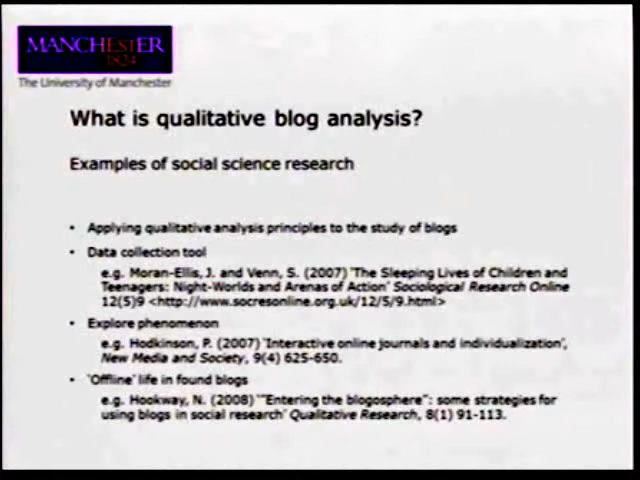 MANCHESTER
1824
The University of Manchester
What is qualitative blog analysis?
Examples of social science research
• Applying qualitative analysis principles to the study of blogs
• Data collection tool
e.g. Moran-Ellis, J. and Venn, S. (2007) 'The Sleeping Lives of Children and
Teenagers: Night-Worlds and Arenas of Action' Sociological Research Online
12(5)9 <http://www.socresonline.org.uk/12/5/9.html>
• Explore phenomenon
e.g. Hodkinson, P. (2007) 'Interactive online journals and individualization',
New Media and Society, 9(4) 625-650.
• 'Offline' life in found blogs
e.g. Hookway, N. (2008) '"Entering the blogosphere": some strategies for
using blogs in social research' Qualitative Research, 8(1) 91-113.